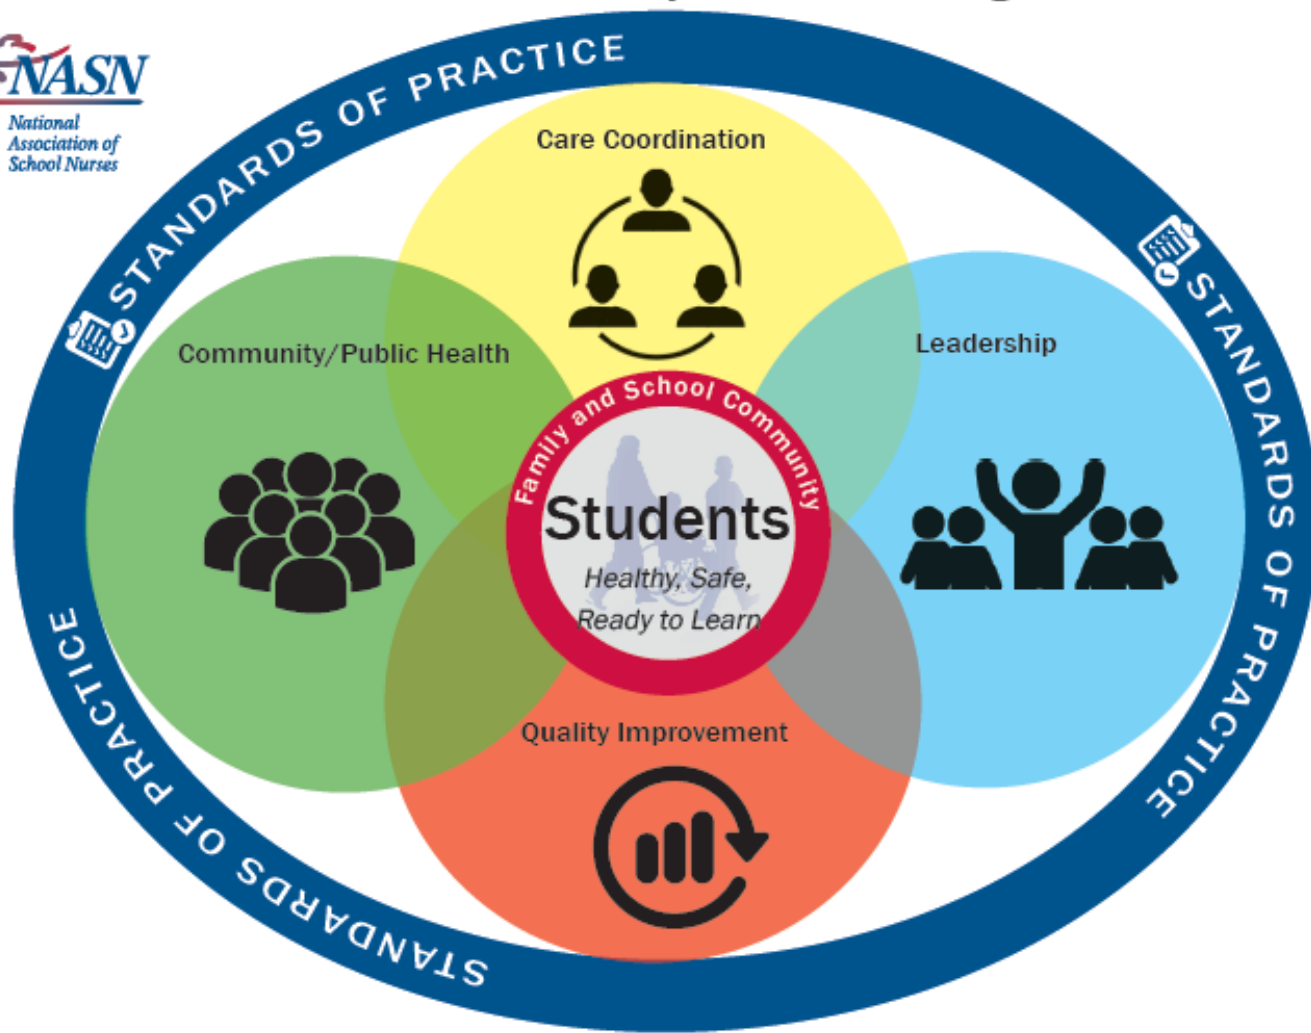 NASN
National
Association of
School Nurses
STANDARDS OF PRACTICE
STANDARDS OF PRACTICE
STANDARDS OF PRACTICE
Care Coordination
Community/Public Health
Leadership
Family and School Community
Students
Healthy, Safe,
Ready to Learn
Quality Improvement